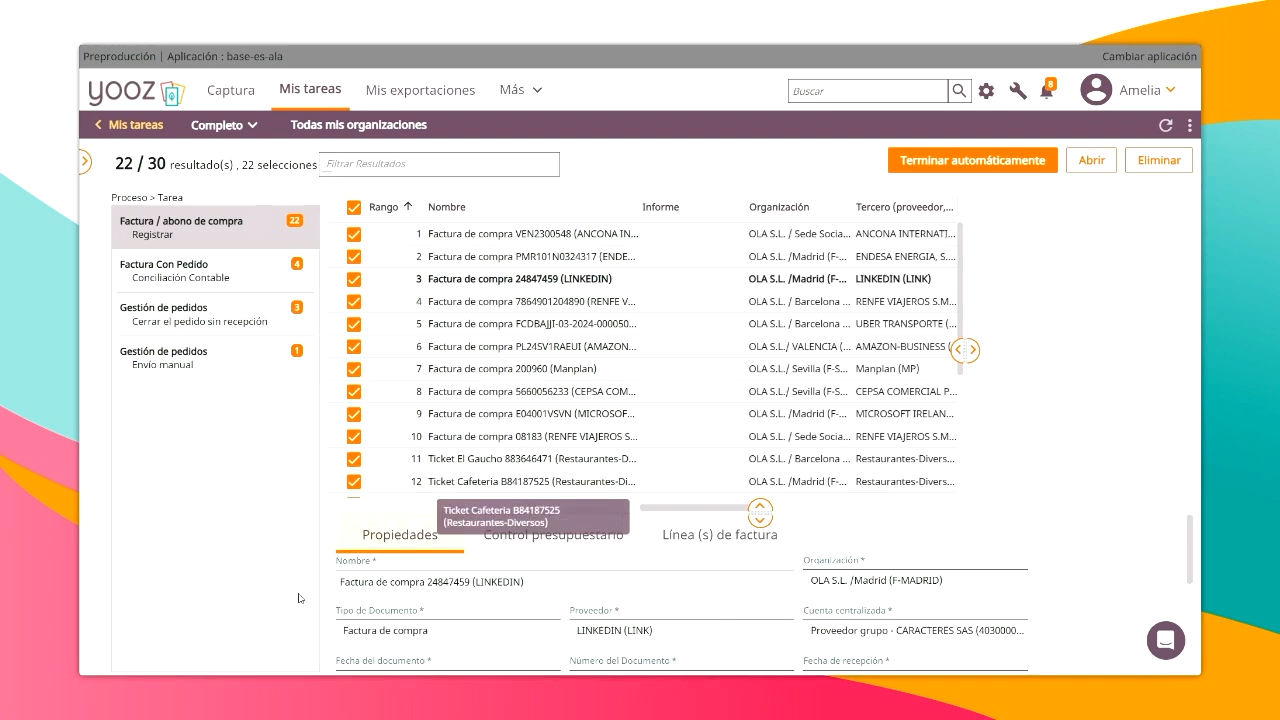 Preproducción | Aplicación : base-es-ala
Cambiar aplicación
yooz
Captura
Mis tareas
Mis exportaciones
Más
Buscar
8
Amelia
Mis tareas
Completo
Todas mis organizaciones
22 / 30 resultado(s) , 22 selecciones
Filtrar Resultados
Terminar automáticamente
Abrir
Eliminar
Proceso > Tarea
Factura / abono de compra 22
Registrar
Factura Con Pedido 4
Conciliación Contable
Gestión de pedidos 3
Cerrar el pedido sin recepción
Gestión de pedidos 1
Envío manual
Rango Nombre Informe Organización Tercero (proveedor,...
1 Factura de compra VEN2300548 (ANCONA IN... OLA S.L. / Sede Socia... ANCONA INTERNATI...
2 Factura de compra PMR101N0324317 (ENDE... OLA S.L. /Madrid (F-... ENDESA ENERGIA, S....
3 Factura de compra 24847459 (LINKEDIN) OLA S.L. /Madrid (F-... LINKEDIN (LINK)
4 Factura de compra 7864901204890 (RENFE V... OLA S.L. / Barcelona ... RENFE VIAJEROS S.M...
5 Factura de compra FCDBAJJI-03-2024-000050... OLA S.L. / Barcelona ... UBER TRANSPORTE (...
6 Factura de compra PL24SV1RAEUI (AMAZON... OLA S.L./ VALENCIA (... AMAZON-BUSINESS (
7 Factura de compra 200960 (Manplan) OLA S.L./ Sevilla (F-S... Manplan (MP)
8 Factura de compra 5660056233 (CEPSA COM... OLA S.L./ Sevilla (F-S... CEPSA COMERCIAL P...
9 Factura de compra E04001VSVN (MICROSOF... OLA S.L. /Madrid (F-... MICROSOFT IRELAN...
10 Factura de compra 08183 (RENFE VIAJEROS S... OLA S.L. / Sede Socia... RENFE VIAJEROS S.M...
11 Ticket El Gaucho 883646471 (Restaurantes-D... OLA S.L. / Barcelona ... Restaurantes-Divers...
12 Ticket Cafeteria B84187525 (Restaurantes-Di... OLA S.L. /Madrid (F-... Restaurantes-Divers...
Ticket Cafeteria B84187525
(Restaurantes-Diversos)
Propiedades
Control presupuestario
Línea (s) de factura
Nombre * Organización *
Factura de compra 24847459 (LINKEDIN) OLA S.L. /Madrid (F-MADRID)
Tipo de Documento * Proveedor * Cuenta centralizada *
Factura de compra LINKEDIN (LINK) Proveedor grupo - CARACTERES SAS (4030000...
Fecha del documento * Número del Documento * Fecha de recepción *